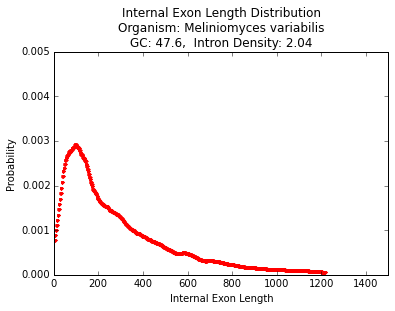 Internal Exon Length Distribution
Organism: Meliniomyces variabilis
GC: 47.6,  Intron Density: 2.04
0.005
0.004
0.003
0.002
0.001
0.000
Probability
0 200 400 600 800 1000 1200 1400
Internal Exon Length